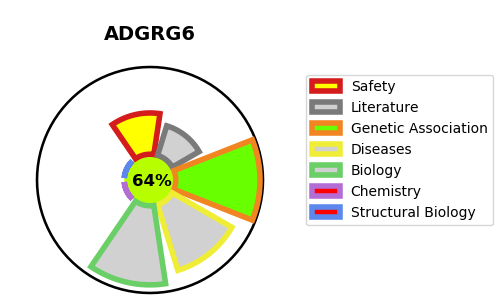 ADGRG6
64%
Safety
Literature
Genetic Association
Diseases
Biology
Chemistry
Structural Biology